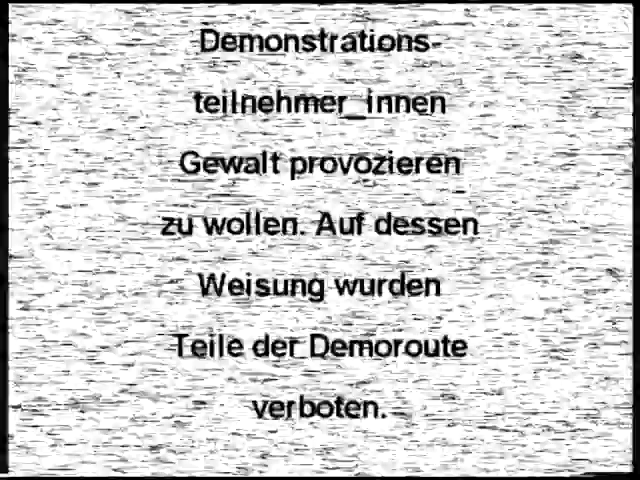 Demonstrations-
teilnehmer_innen
Gewalt provozieren
zu wollen. Auf dessen
Weisung wurden
Teile der Demoroute
verboten.